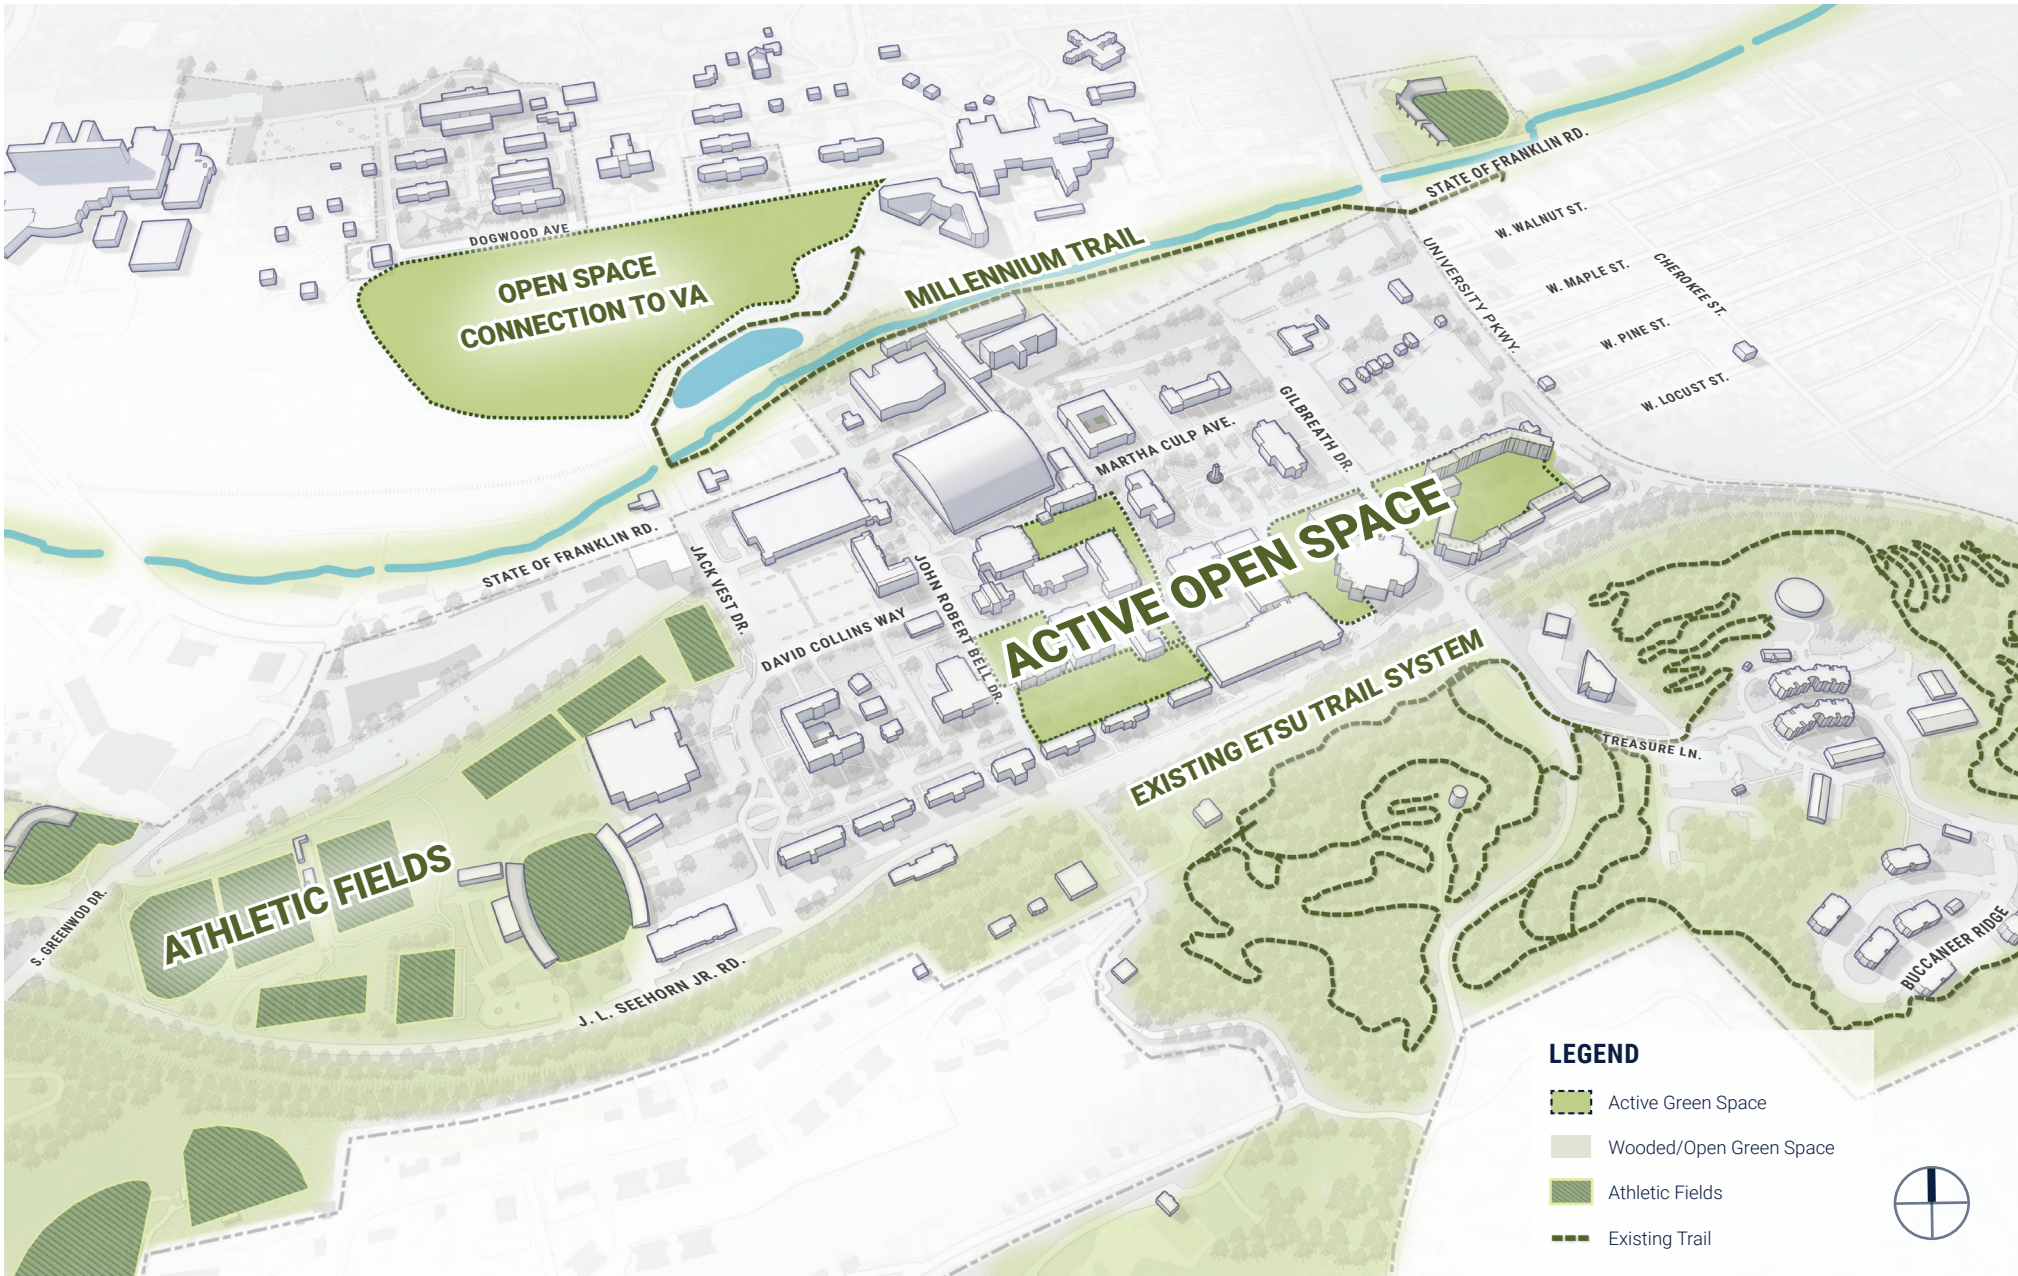 STATE OF FRANKLIN RD.
W. WALNUT ST.
UNIVERSITY PKWY.
W. MAPLE ST.
CHEROKEE ST.
W. PINE ST.
W. LOCUST ST.
DOGWOOD AVE
OPEN SPACE
CONNECTION TO VA
MILLENNIUM TRAIL
MARTHA CULP AVE.
GILBREATH DR.
STATE OF FRANKLIN RD.
JACK VEST DR.
JOHN ROBERT BELL DR.
DAVID COLLINS WAY
ACTIVE OPEN SPACE
EXISTING ETSU TRAIL SYSTEM
TREASURE LN.
ATHLETIC FIELDS
S. GREENWOD DR.
J. L. SEEHORN JR. RD.
BUCCANEER RIDGE
LEGEND
Active Green Space
Wooded/Open Green Space
Athletic Fields
Existing Trail